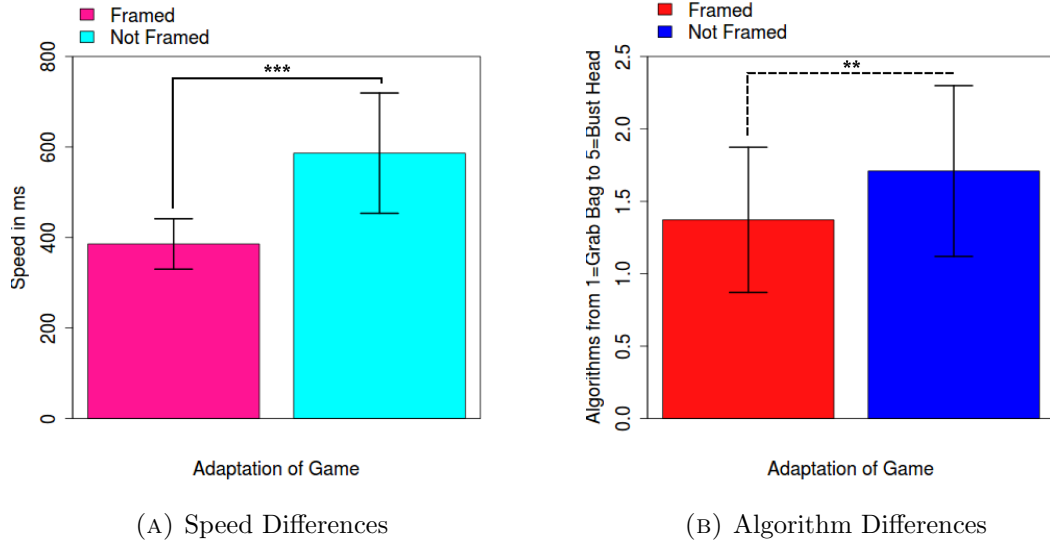 Framed
Not Framed
***
Speed in ms
0
200
400
600
800
Adaptation of Game
(A) Speed Differences
Framed
Not Framed
**
Algorithms from 1=Grab Bag to 5=Bust Head
0.0
0.5
1.0
1.5
2.0
2.5
Adaptation of Game
(B) Algorithm Differences